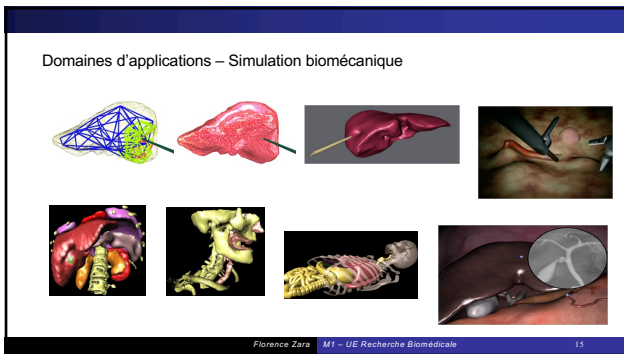 Domaines d’applications – Simulation biomécanique
Florence Zara M1 – UE Recherche Biomédicale 15